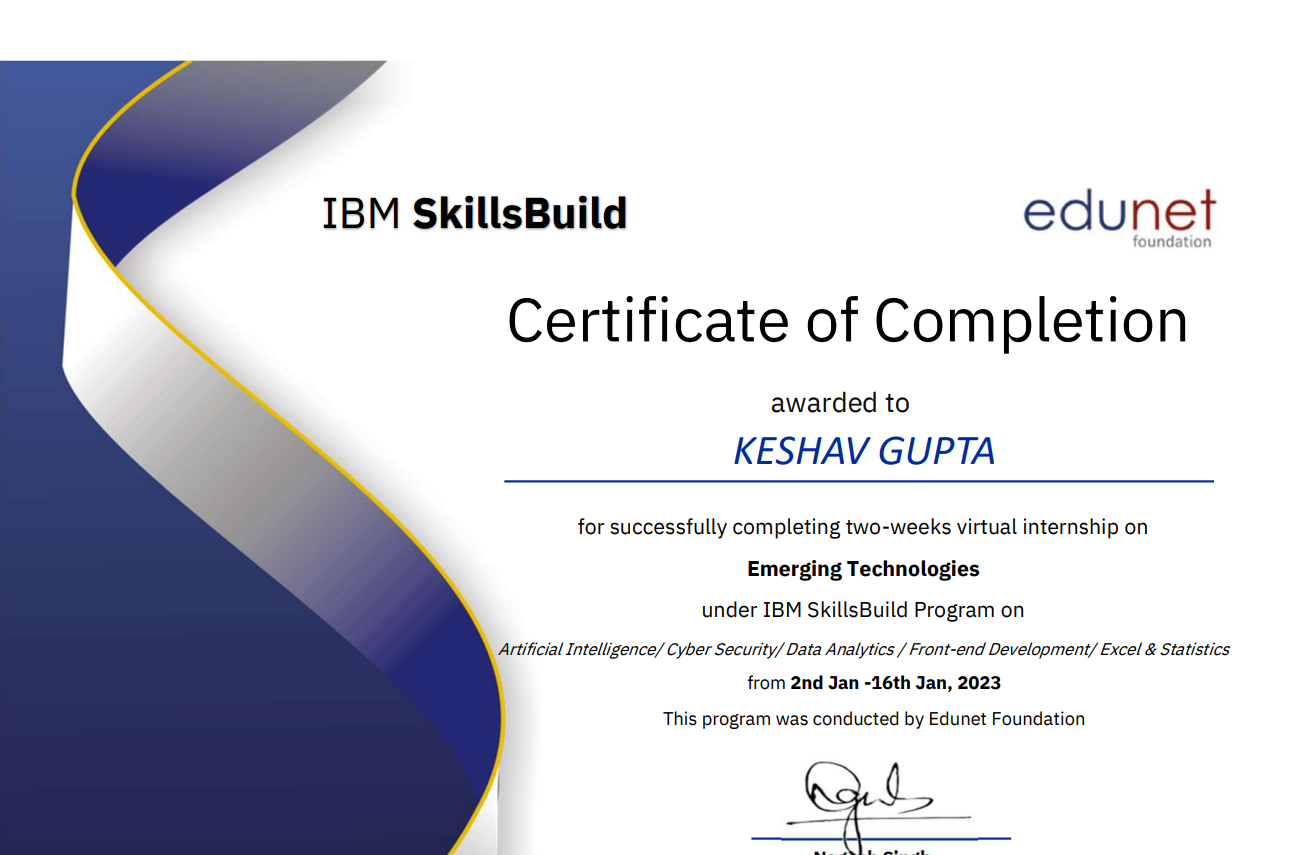 IBM SkillsBuild
edunet
foundation
Certificate of Completion
awarded to
KESHAV GUPTA
for successfully completing two-weeks virtual internship on
Emerging Technologies
under IBM SkillsBuild Program on
Artificial Intelligence/ Cyber Security/ Data Analytics / Front-end Development/ Excel & Statistics
from 2nd Jan -16th Jan, 2023
This program was conducted by Edunet Foundation